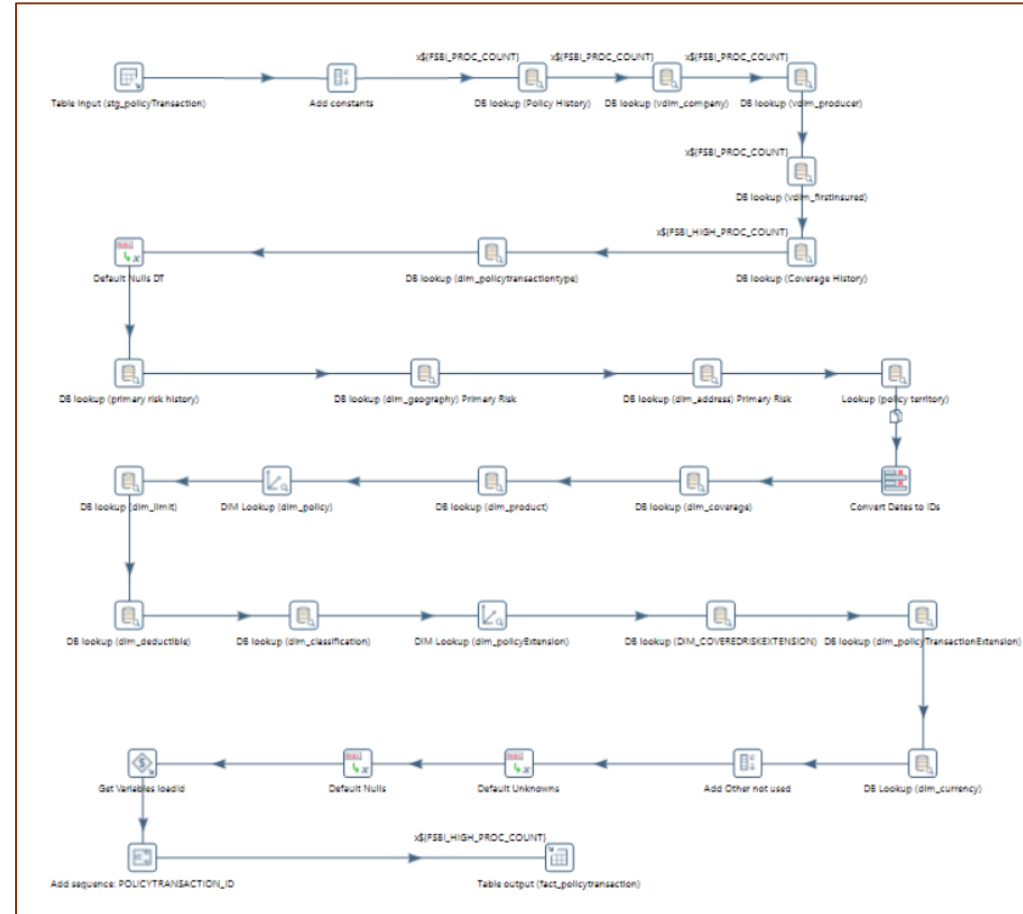 x${FSBI_PROC_COUNT} x${FSBI_PROC_COUNT} x${FSBI_PROC_COUNT}
Table input (stg_policyTransaction) Add constants DB lookup (Policy History) DB lookup (vdim_company) DB lookup (vdim_producer)
x${FSBI_PROC_COUNT}
DB lookup (vdim_firstinsured)
x${FSBI_HIGH_PROC_COUNT}
Default Nulls DT DB lookup (dim_policytransactiontype) DB lookup (Coverage History)
DB lookup (primary risk history) DB lookup (dim_geography) Primary Risk DB lookup (dim_address) Primary Risk Lookup (policy territory)
DB lookup (dim_limit) DIM Lookup (dim_policy) DB lookup (dim_product) DB lookup (dim_coverage) Convert Dates to IDs
DB lookup (dim_deductible) DB lookup (dim_classification) DIM Lookup (dim_policyExtension) DB lookup (DIM_COVEREDRISKEXTENSION) DB lookup (dim_policyTransactionExtension)
Get Variables loadid Default Nulls Default Unknowns Add Other not used DB Lookup (dim_currency)
x${FSBI_HIGH_PROC_COUNT}
Add sequence: POLICYTRANSACTION_ID Table output (fact_policytransaction)